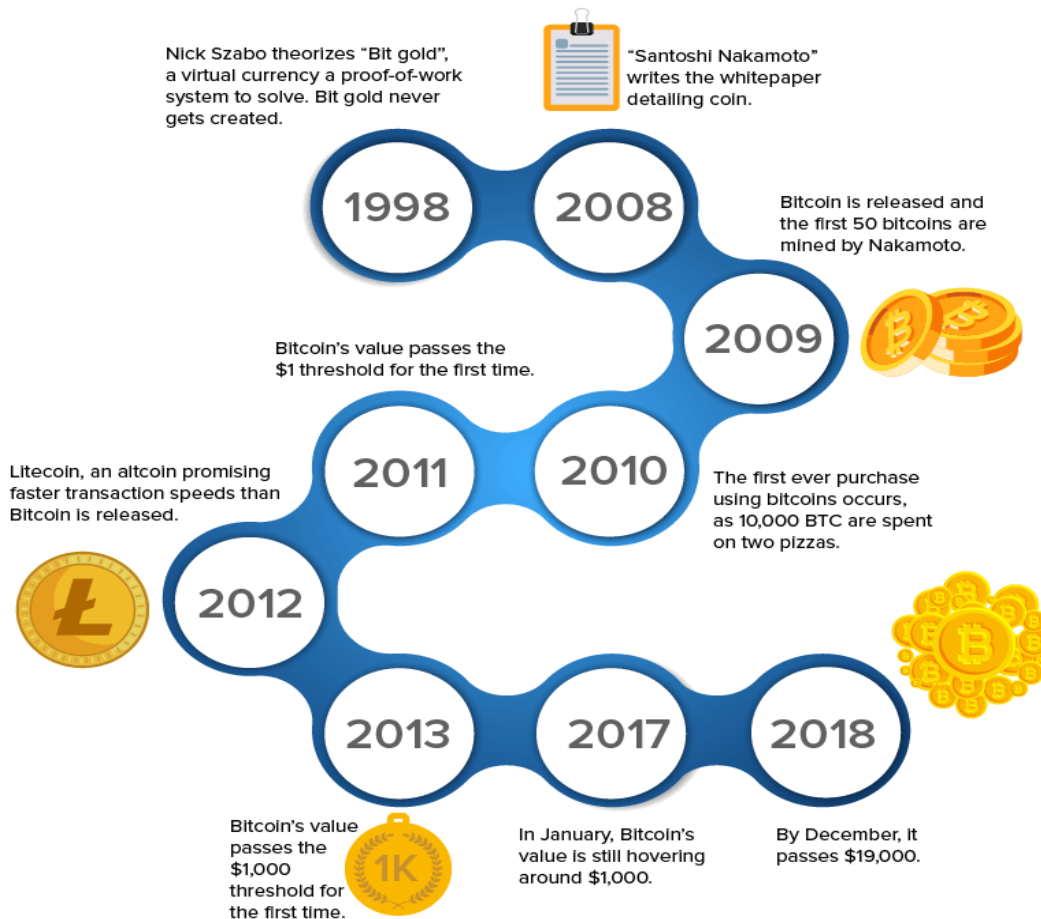 Nick Szabo theorizes “Bit gold”,
a virtual currency a proof-of-work
system to solve. Bit gold never
gets created.
“Santoshi Nakamoto”
writes the whitepaper
detailing coin.
1998
2008
Bitcoin is released and
the first 50 bitcoins are
mined by Nakamoto.
2009
Bitcoin’s value passes the
$1 threshold for the first time.
2011
2010
The first ever purchase
using bitcoins occurs,
as 10,000 BTC are spent
on two pizzas.
Litecoin, an altcoin promising
faster transaction speeds than
Bitcoin is released.
2012
2013
2017
2018
Bitcoin’s value
passes the
$1,000
threshold for
the first time.
1K
In January, Bitcoin’s
value is still hovering
around $1,000.
By December, it
passes $19,000.